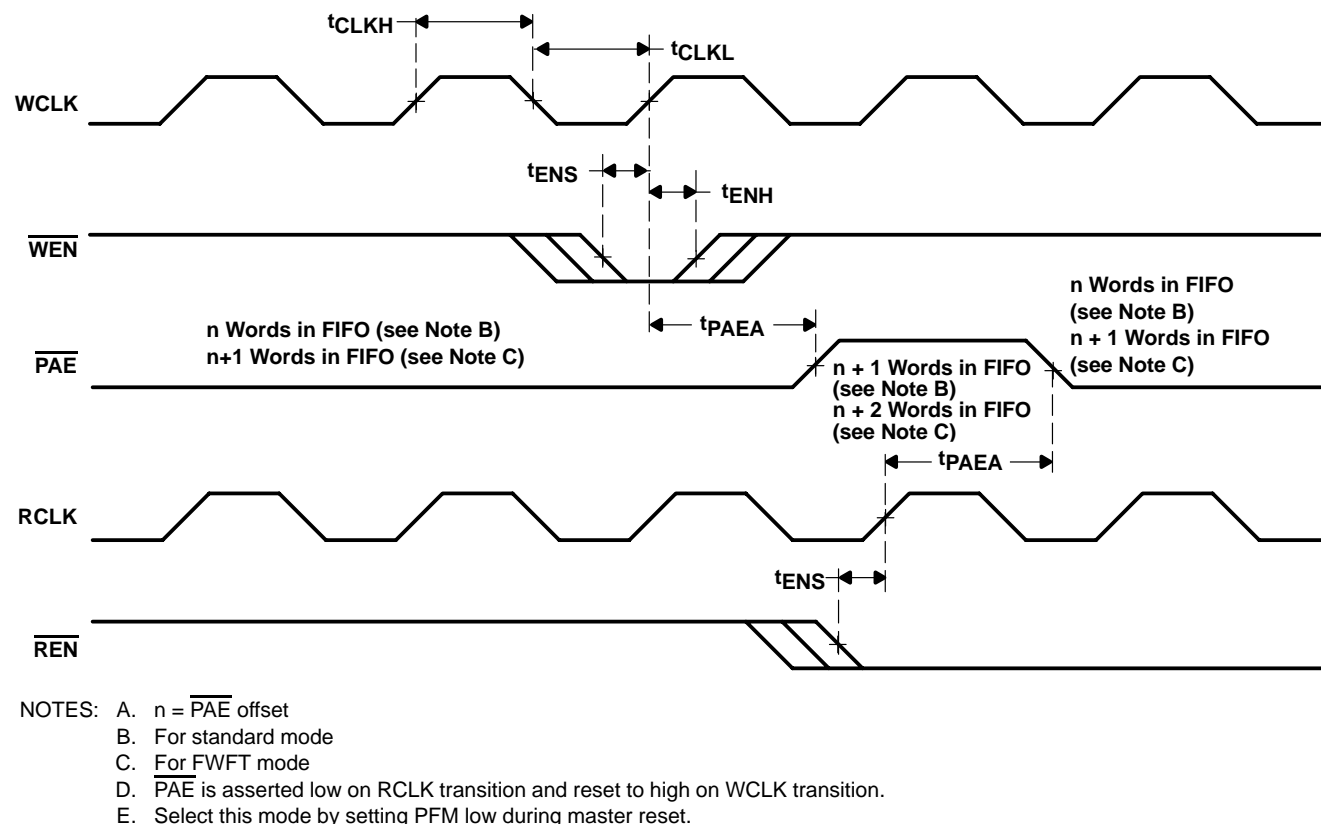 tCLKH
tCLKL
WCLK
tENS
tENH
WEN
n Words in FIFO (see Note B)
n+1 Words in FIFO (see Note C)
tPAEA
n Words in FIFO
(see Note B)
n + 1 Words in FIFO
(see Note C)
PAE
n + 1 Words in FIFO
(see Note B)
n + 2 Words in FIFO
(see Note C)
tPAEA
RCLK
tENS
REN
NOTES: A. n = PAE offset
B. For standard mode
C. For FWFT mode
D. PAE is asserted low on RCLK transition and reset to high on WCLK transition.
E. Select this mode by setting PFM low during master reset.